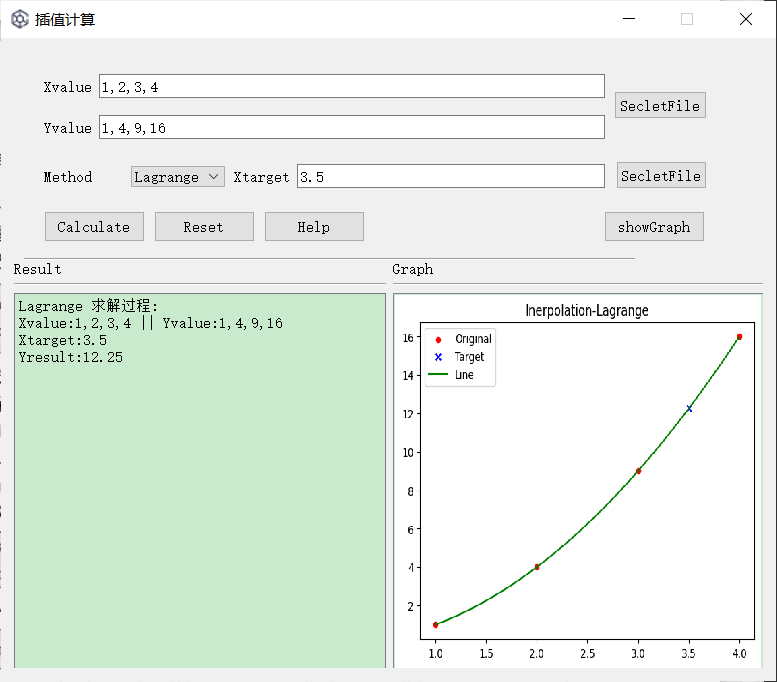 插值计算
Xvalue 1,2,3,4
SecletFile
Yvalue 1,4,9,16
Method Lagrange Xtarget 3.5 SecletFile
Calculate Reset Help showGraph
Result Graph
Lagrange 求解过程:
Xvalue:1,2,3,4 || Yvalue:1,4,9,16
Xtarget:3.5
Yresult:12.25
Inerpolation-Lagrange
Original
Target
Line
16
14
12
10
8
6
4
2
1.0 1.5 2.0 2.5 3.0 3.5 4.0